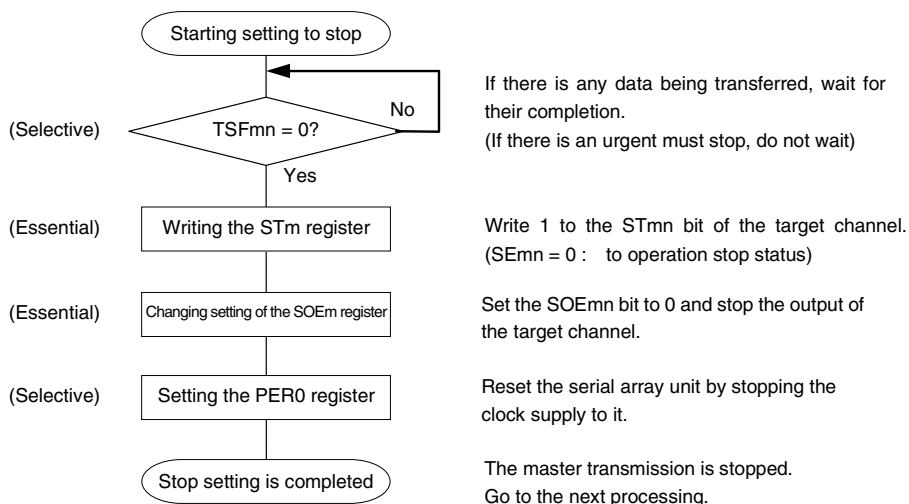 Starting setting to stop
No
If there is any data being transferred, wait for
their completion.
(If there is an urgent must stop, do not wait)
(Selective)
TSFmn = 0?
Yes
(Essential)
Writing the STm register
Write 1 to the STmn bit of the target channel.
(SEmn = 0 : to operation stop status)
(Essential)
Changing setting of the SOEm register
Set the SOEmn bit to 0 and stop the output of
the target channel.
(Selective)
Setting the PER0 register
Reset the serial array unit by stopping the
clock supply to it.
Stop setting is completed
The master transmission is stopped.
Go to the next processing.